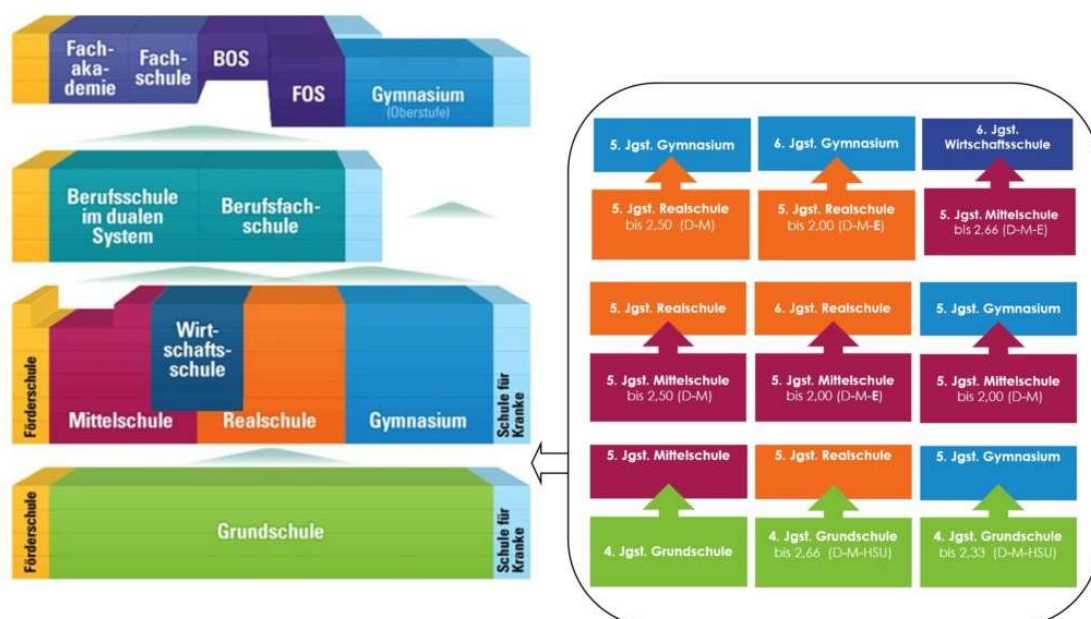 Fach-
aka-
demie
Fach-
schule
BOS
FOS
Gymnasium
(Oberstufe)
Berufsschule
im dualen
System
Berufsfach-
schule
Förderschule
Mittelschule
Wirt-
schafts-
schule
Realschule
Gymnasium
Schule für
Kranke
Förderschule
Grundschule
Schule für
Kranke
5. Jgst. Gymnasium
5. Jgst. Realschule
bis 2,50 (D-M)
6. Jgst. Gymnasium
5. Jgst. Realschule
bis 2,00 (D-M-E)
6. Jgst.
Wirtschaftsschule
5. Jgst. Mittelschule
bis 2,66 (D-M-E)
5. Jgst. Realschule
5. Jgst. Mittelschule
bis 2,50 (D-M)
6. Jgst. Realschule
5. Jgst. Mittelschule
bis 2,00 (D-M-E)
5. Jgst. Gymnasium
5. Jgst. Mittelschule
bis 2,00 (D-M)
5. Jgst. Mittelschule
4. Jgst. Grundschule
5. Jgst. Realschule
4. Jgst. Grundschule
bis 2,66 (D-M-HSU)
5. Jgst. Gymnasium
4. Jgst. Grundschule
bis 2,33 (D-M-HSU)